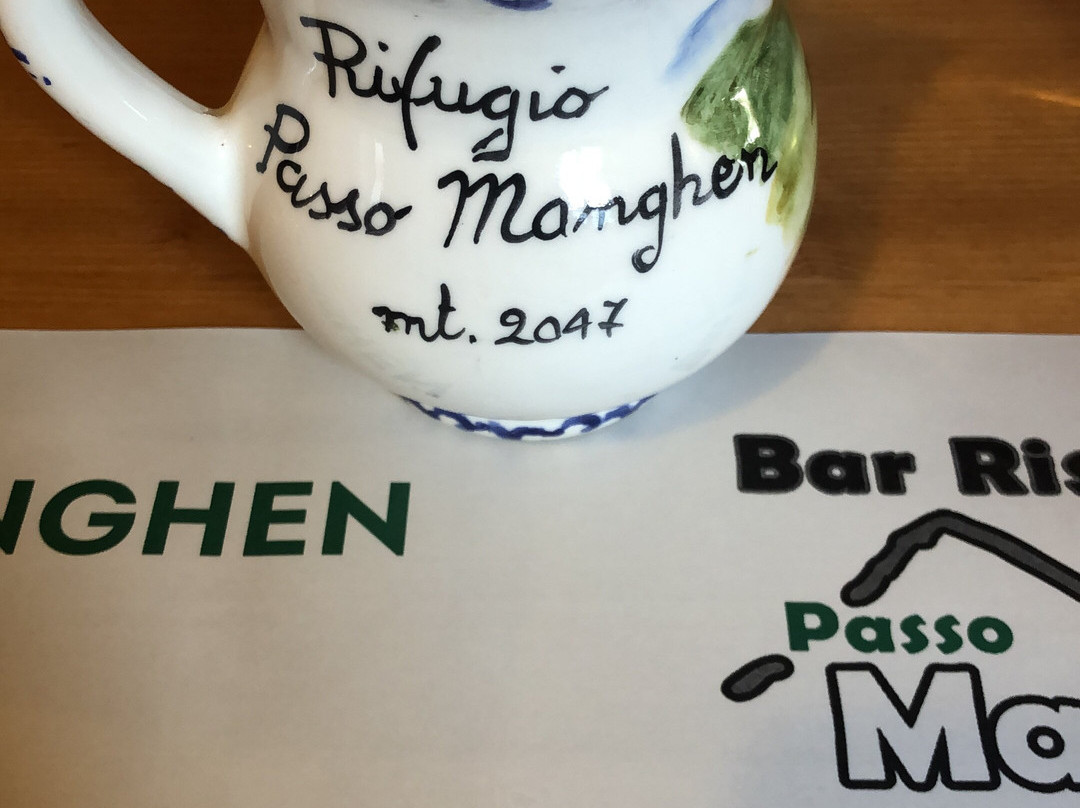 Rifugio
Passo Manghen
mt. 2047
NGHEN
Bar Ris
Passo
Ma